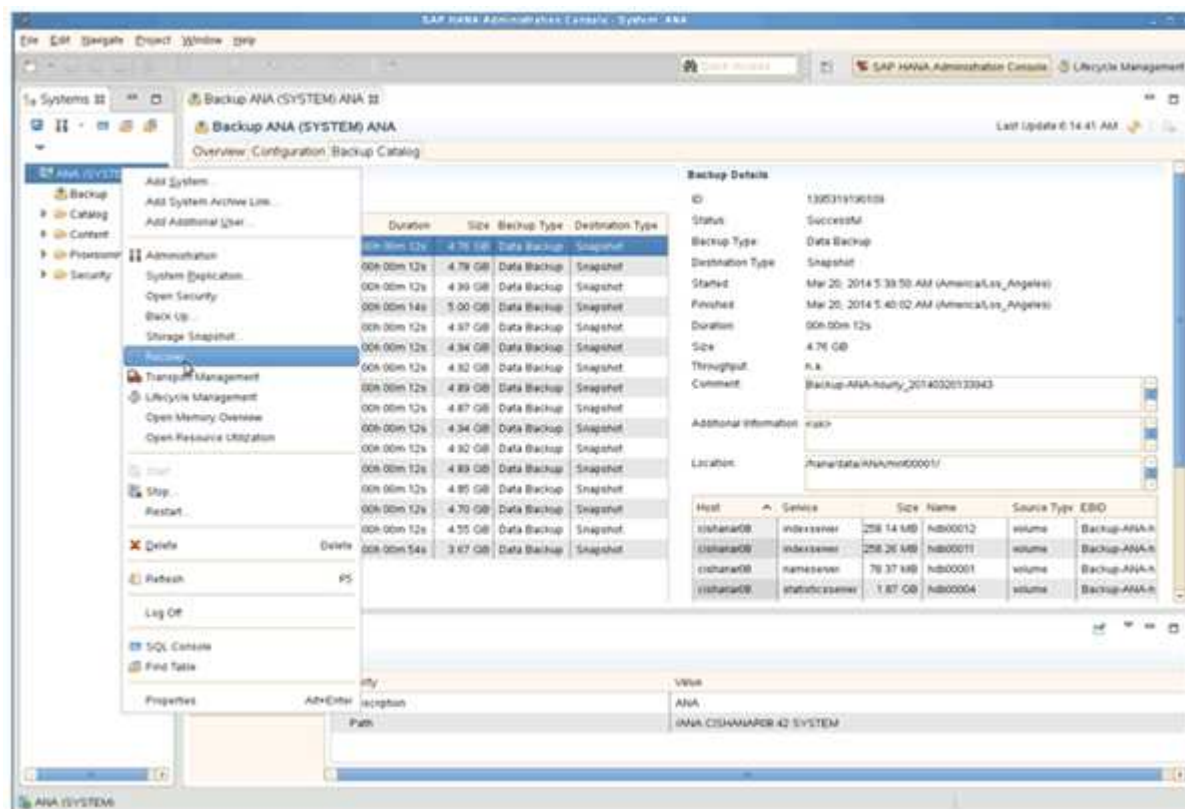 SAP HANA Administration Console - System: ANA
File Edit Navigate Project Window Help
SAP HANA Administration Console Lifecycle Management
Systems
Backup ANA (SYSTEM) ANA
Backup ANA (SYSTEM) ANA
Last Update 6:14:41 AM
Overview Configuration Backup Catalog
ANA (SYSTE
Backup
Catalog
Content
Provisionin
Security
Add System...
Add System Archive Link...
Add Additional User...
Administration
System Replication...
Open Security
Back Up...
Storage Snapshot...
Recover
Transport Management
Lifecycle Management
Open Memory Overview
Open Resource Utilization
Start
Stop...
Restart...
Delete Delete
Refresh F5
Log Off
SQL Console
Find Table
Properties Alt+Enter
Duration Size Backup Type Destination Type
00h 00m 12s 4.76 GB Data Backup Snapshot
00h 00m 12s 4.79 GB Data Backup Snapshot
00h 00m 12s 4.99 GB Data Backup Snapshot
00h 00m 14s 5.00 GB Data Backup Snapshot
00h 00m 12s 4.97 GB Data Backup Snapshot
00h 00m 12s 4.94 GB Data Backup Snapshot
00h 00m 12s 4.92 GB Data Backup Snapshot
00h 00m 12s 4.89 GB Data Backup Snapshot
00h 00m 12s 4.87 GB Data Backup Snapshot
00h 00m 12s 4.94 GB Data Backup Snapshot
00h 00m 12s 4.92 GB Data Backup Snapshot
00h 00m 12s 4.89 GB Data Backup Snapshot
00h 00m 12s 4.85 GB Data Backup Snapshot
00h 00m 12s 4.70 GB Data Backup Snapshot
00h 00m 12s 4.55 GB Data Backup Snapshot
00h 00m 54s 3.67 GB Data Backup Snapshot
Backup Details
ID:
Status: Successful
Backup Type: Data Backup
Destination Type: Snapshot
Started: Mar 20, 2014 5:39:50 AM (America/Los_Angeles)
Finished: Mar 20, 2014 5:40:02 AM (America/Los_Angeles)
Duration: 00h 00m 12s
Size: 4.76 GB
Throughput: n.a.
Comment: Backup-ANA-hourly_20140320133943
Additional Information: <ok>
Location: /hana/data/ANA/mnt00001/
Host Service Size Name Source Type EBID
cishanar08 indexserver 258.14 MB hdb00012 volume Backup-ANA-h
cishanar08 indexserver 258.26 MB hdb00011 volume Backup-ANA-h
cishanar08 nameserver 78.37 MB hdb00001 volume Backup-ANA-h
cishanar08 statisticsserver 1.87 GB hdb00004 volume Backup-ANA-h
rty Value
scription ANA
Path /ANA CISHANAR08 42 SYSTEM
ANA (SYSTEM)